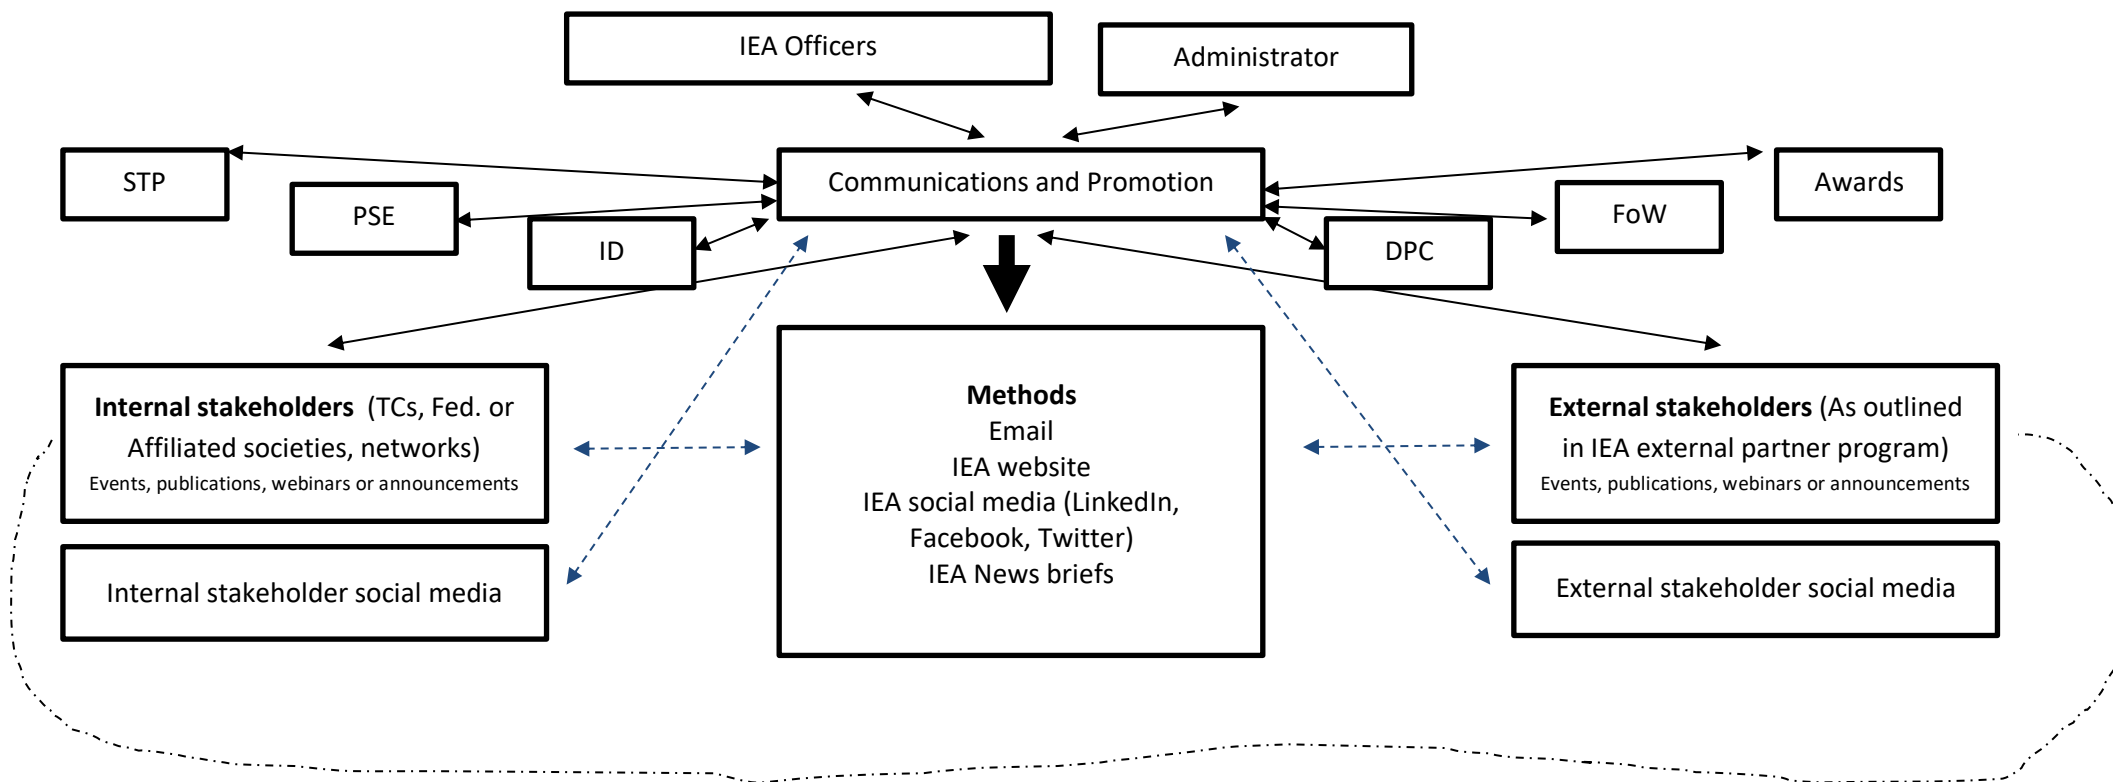 IEA Officers
Administrator
STP
PSE
ID
Communications and Promotion
DPC
FoW
Awards
Internal stakeholders (TCs, Fed. or
Affiliated societies, networks)
Events, publications, webinars or announcements
Internal stakeholder social media
Methods
Email
IEA website
IEA social media (LinkedIn,
Facebook, Twitter)
IEA News briefs
External stakeholders (As outlined
in IEA external partner program)
Events, publications, webinars or announcements
External stakeholder social media